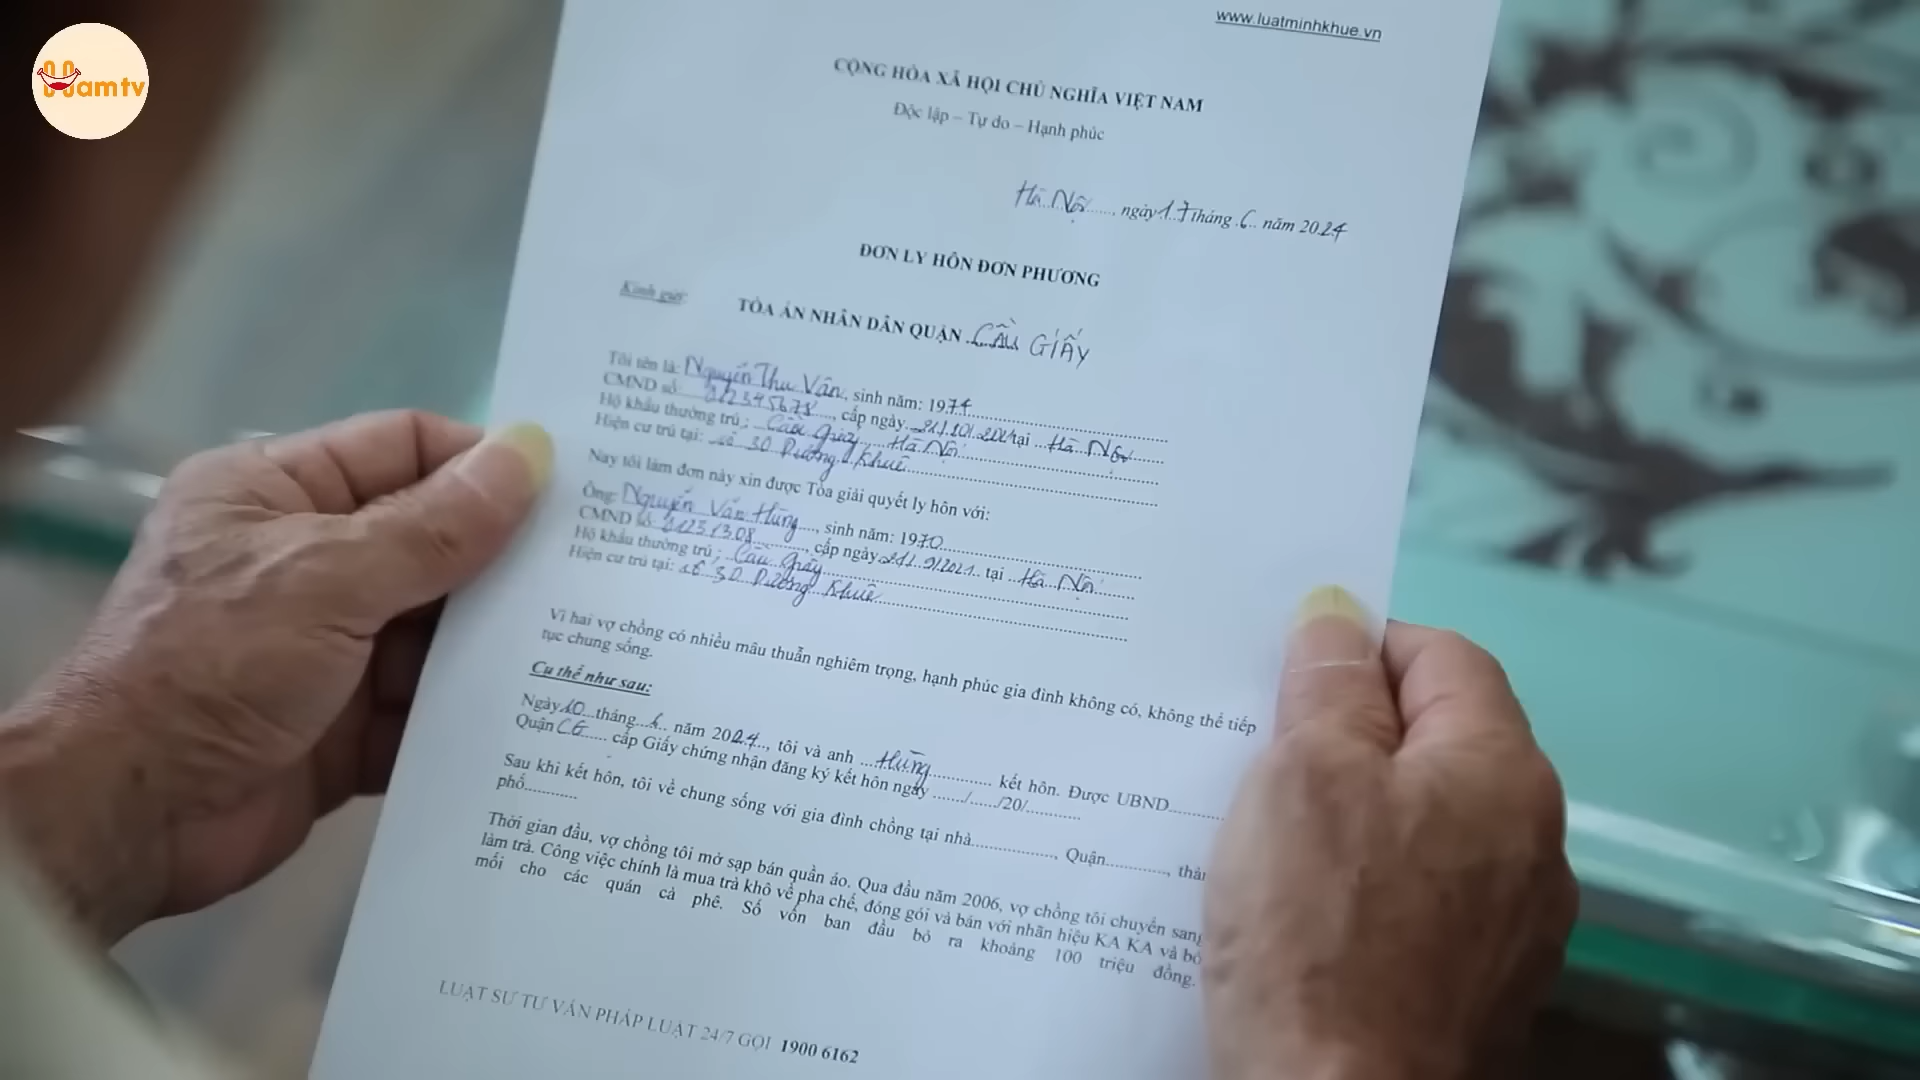 Hamtv
www.luatminhkhue.vn
CỘNG HÒA XÃ HỘI CHỦ NGHĨA VIỆT NAM
Độc lập – Tự do – Hạnh phúc
Hà Nội......, ngày 17 tháng .6.. năm 2024
ĐƠN LY HÔN ĐƠN PHƯƠNG
Kính gửi:
TÒA ÁN NHÂN DÂN QUẬN CẦU GIẤY
Tôi tên là: Nguyễn Thu Vân, sinh năm: 1974
CMND số: 012345678, cấp ngày tại Hà Nội
Hộ khẩu thường trú: Cầu Giấy Hà Nội
Hiện cư trú tại: số 30 Dương Khuê
Nay tôi làm đơn này xin được Tòa giải quyết ly hôn với:
Ông: Nguyễn Văn Hùng, sinh năm: 1970
CMND số: 01231308, cấp ngày tại Hà Nội
Hộ khẩu thường trú: Cầu Giấy
Hiện cư trú tại: số 30 Dương Khuê
Vì hai vợ chồng có nhiều mâu thuẫn nghiêm trọng, hạnh phúc gia đình không có, không thể tiếp
tục chung sống.
Cụ thể như sau:
Ngày 10 tháng năm 2024, tôi và anh Hùng kết hôn. Được UBND
Quận CG cấp Giấy chứng nhận đăng ký kết hôn ngày ....../....../20/............
Sau khi kết hôn, tôi về chung sống với gia đình chồng tại nhà..............., Quận............, thàn
phố............
Thời gian đầu, vợ chồng tôi mở sạp bán quần áo. Qua đầu năm 2006, vợ chồng tôi chuyển sang
làm trà. Công việc chính là mua trà khô về pha chế, đóng gói và bán với nhãn hiệu KA KA và bỏ
mối cho các quán cà phê. Số vốn ban đầu bỏ ra khoảng 100 triệu đồng.
LUẬT SƯ TƯ VẤN PHÁP LUẬT 24/7 GỌI 1900 6162